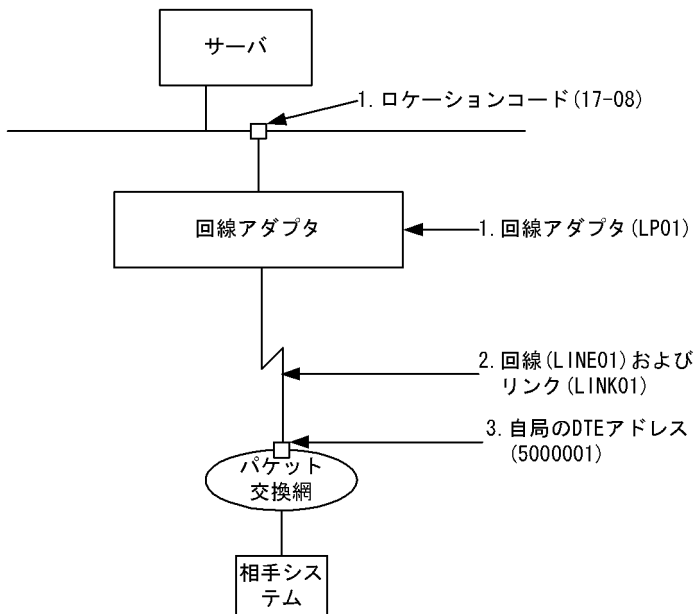 サーバ
1.ロケーションコード(17-08)
回線アダプタ
1.回線アダプタ(LP01)
2.回線(LINE01)および
リンク(LINK01)
3.自局のDTEアドレス
(5000001)
パケット
交換網
相手シス
テム